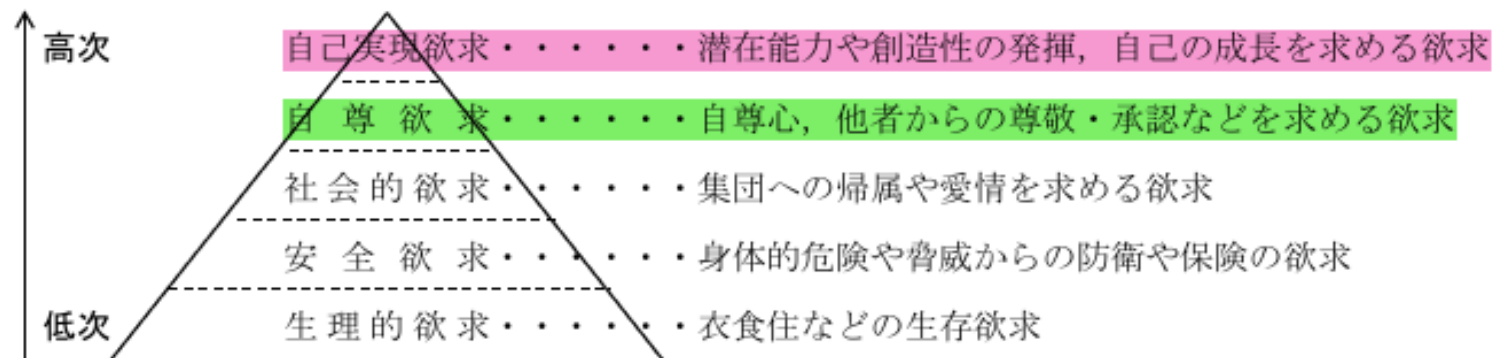 高次 自己実現欲求・・・・・・潜在能力や創造性の発揮，自己の成長を求める欲求
自尊欲求・・・・・・自尊心，他者からの尊敬・承認などを求める欲求
社会的欲求・・・・・・集団への帰属や愛情を求める欲求
安全欲求・・・・・・身体的危険や脅威からの防衛や保険の欲求
低次 生理的欲求・・・・・・衣食住などの生存欲求